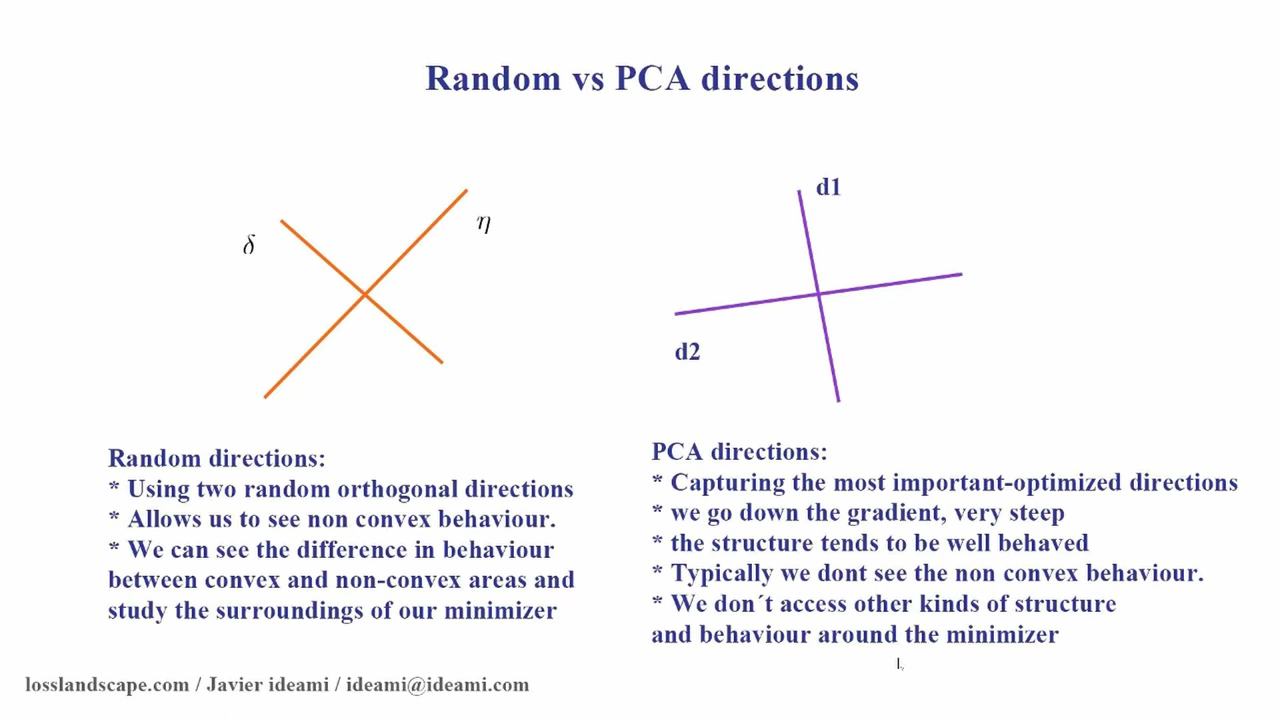 Random vs PCA directions
δ
η
d1
d2
Random directions:
* Using two random orthogonal directions
* Allows us to see non convex behaviour.
* We can see the difference in behaviour
between convex and non-convex areas and
study the surroundings of our minimizer
PCA directions:
* Capturing the most important-optimized directions
* we go down the gradient, very steep
* the structure tends to be well behaved
* Typically we dont see the non convex behaviour.
* We don´t access other kinds of structure
and behaviour around the minimizer
losslandscape.com / Javier ideami / ideami@ideami.com